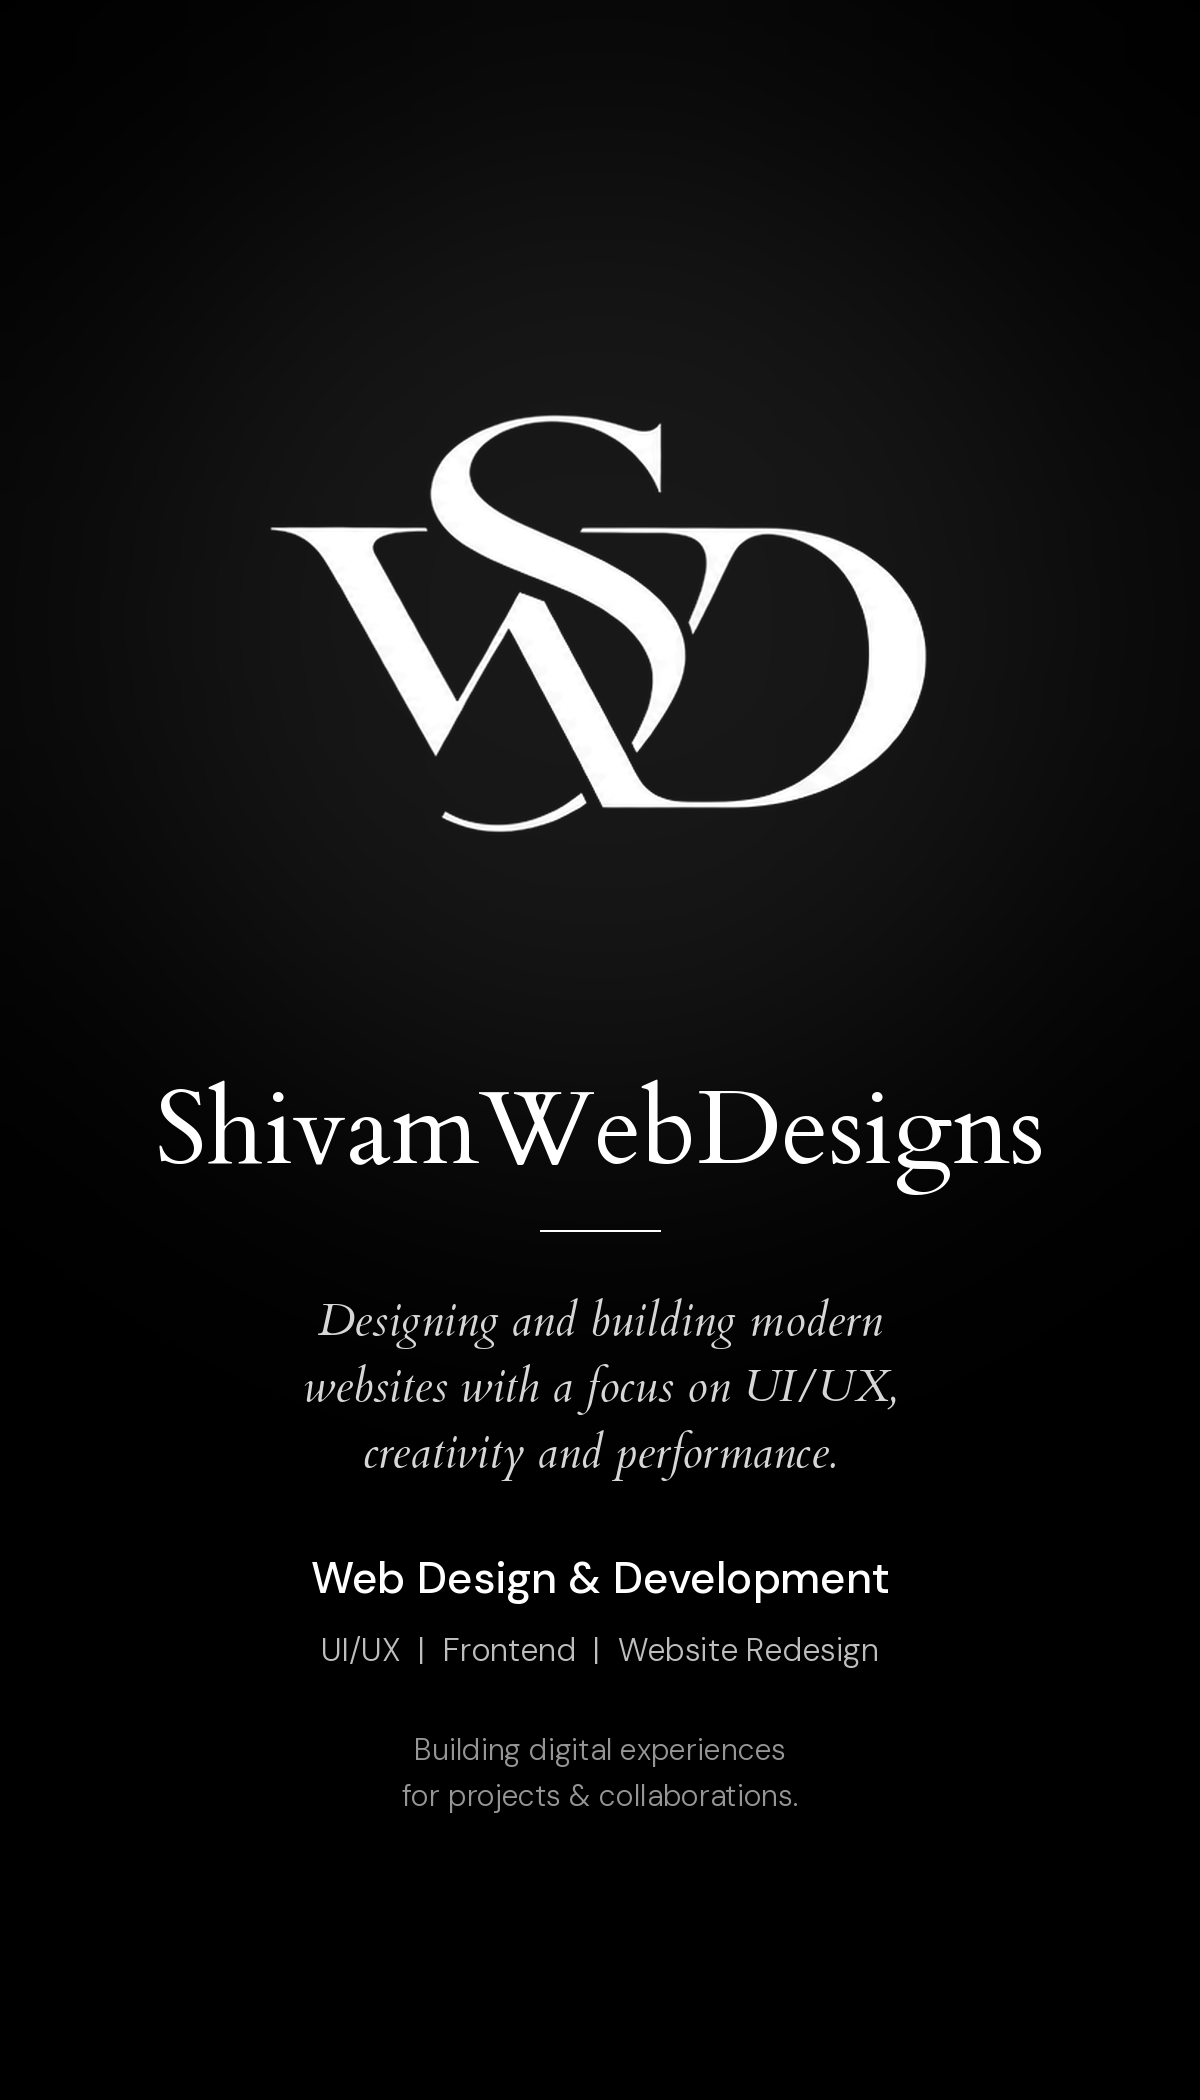 WSD
ShivamWebDesigns
Designing and building modern
websites with a focus on UI/UX,
creativity and performance.
Web Design & Development
UI/UX | Frontend | Website Redesign
Building digital experiences
for projects & collaborations.